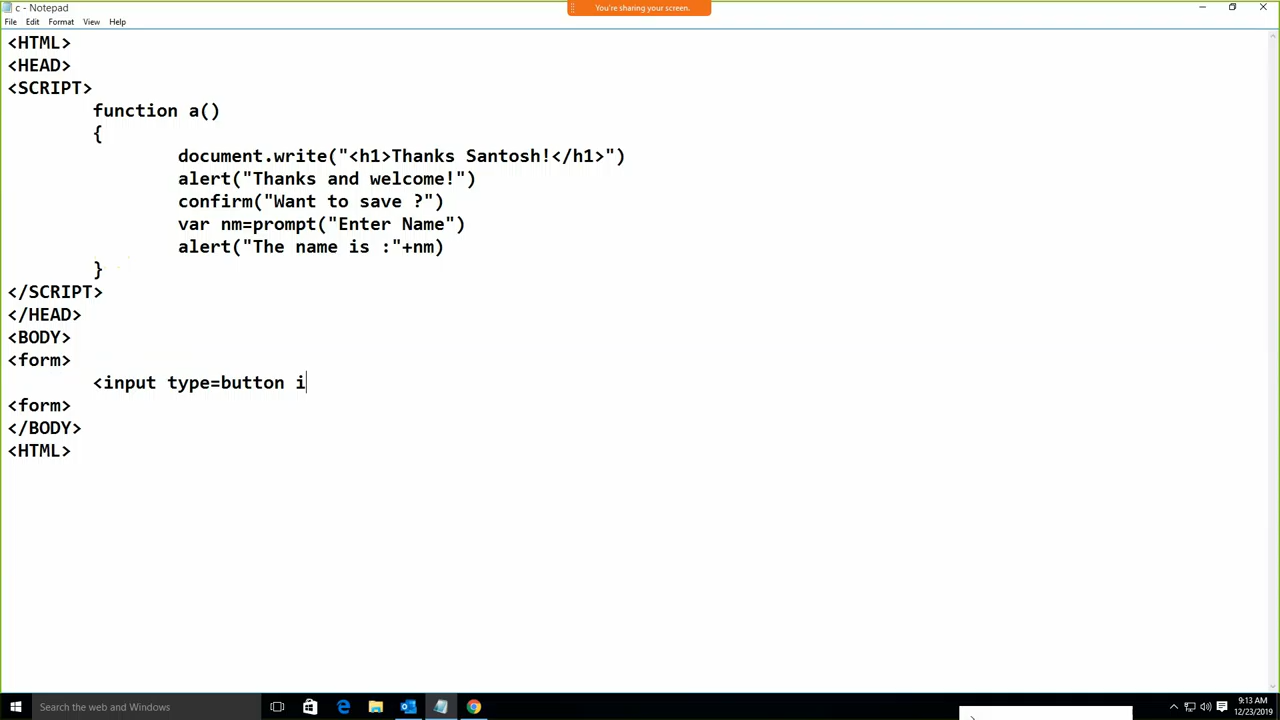 c - Notepad
You're sharing your screen.
File Edit Format View Help
<HTML>
<HEAD>
<SCRIPT>
function a()
{
document.write("<h1>Thanks Santosh!</h1>")
alert("Thanks and welcome!")
confirm("Want to save ?")
var nm=prompt("Enter Name")
alert("The name is :"+nm)
}
</SCRIPT>
</HEAD>
<BODY>
<form>
<input type=button i
<form>
</BODY>
<HTML>
Search the web and Windows
9:13 AM
12/23/2019